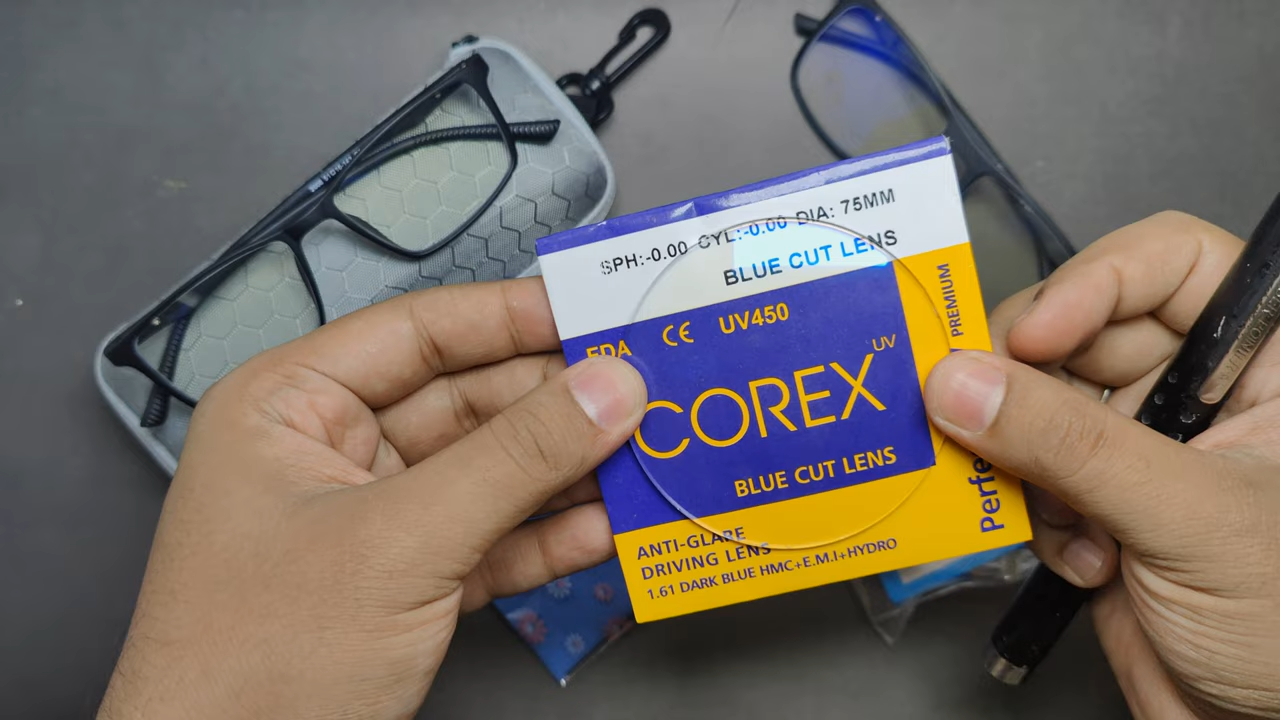 SPH:-0.00 CYL:-0.00 DIA: 75MM
BLUE CUT LENS
FDA CE UV450
COREX UV
BLUE CUT LENS
PREMIUM
ANTI-GLARE
DRIVING LENS
1.61 DARK BLUE HMC+E.M.I+HYDRO